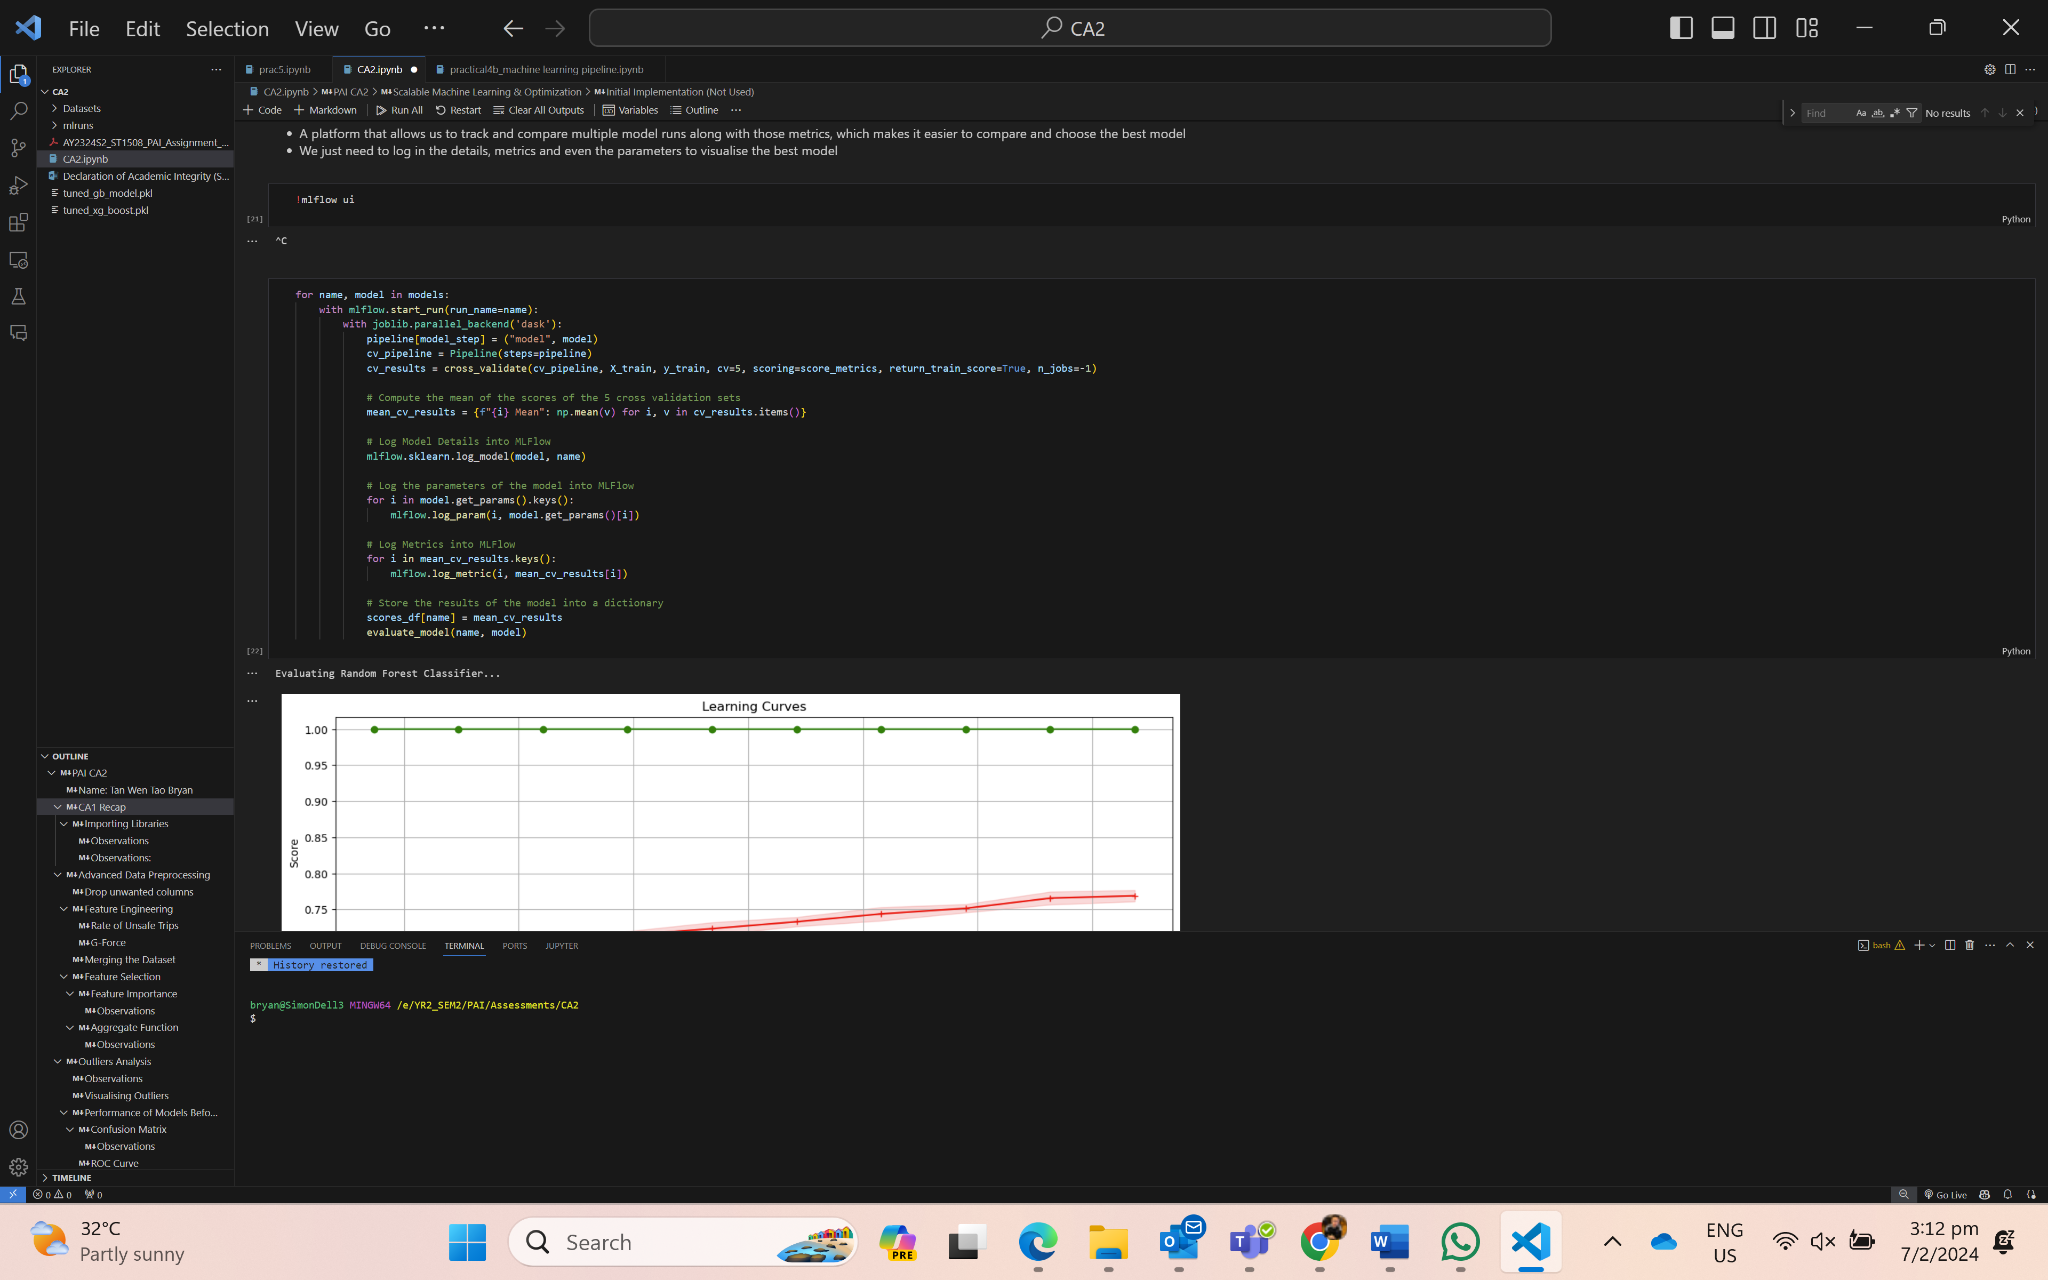 File Edit Selection View Go ··· CA2
EXPLORER ···
CA2
Datasets
mlruns
AY2324S2_ST1508_PAI_Assignment_...
CA2.ipynb
Declaration of Academic Integrity (S...
tuned_gb_model.pkl
tuned_xg_boost.pkl
prac5.ipynb CA2.ipynb practical4b_machine learning pipeline.ipynb
CA2.ipynb > M↓PAI CA2 > M↓Scalable Machine Learning & Optimization > M↓Initial Implementation (Not Used)
+ Code + Markdown Run All Restart Clear All Outputs Variables Outline ···
Find Aa ab No results
• A platform that allows us to track and compare multiple model runs along with those metrics, which makes it easier to compare and choose the best model
• We just need to log in the details, metrics and even the parameters to visualise the best model
!mlflow ui
[21] Python
··· ^C
for name, model in models:
with mlflow.start_run(run_name=name):
with joblib.parallel_backend('dask'):
pipeline[model_step] = ("model", model)
cv_pipeline = Pipeline(steps=pipeline)
cv_results = cross_validate(cv_pipeline, X_train, y_train, cv=5, scoring=score_metrics, return_train_score=True, n_jobs=-1)
# Compute the mean of the scores of the 5 cross validation sets
mean_cv_results = {f"{i} Mean": np.mean(v) for i, v in cv_results.items()}
# Log Model Details into MLFlow
mlflow.sklearn.log_model(model, name)
# Log the parameters of the model into MLFlow
for i in model.get_params().keys():
mlflow.log_param(i, model.get_params()[i])
# Log Metrics into MLFlow
for i in mean_cv_results.keys():
mlflow.log_metric(i, mean_cv_results[i])
# Store the results of the model into a dictionary
scores_df[name] = mean_cv_results
evaluate_model(name, model)
[22] Python
··· Evaluating Random Forest Classifier...
···
Learning Curves
1.00
0.95
0.90
0.85
0.80
0.75
Score
OUTLINE
M↓PAI CA2
M↓Name: Tan Wen Tao Bryan
M↓CA1 Recap
M↓Importing Libraries
M↓Observations
M↓Observations:
M↓Advanced Data Preprocessing
M↓Drop unwanted columns
M↓Feature Engineering
M↓Rate of Unsafe Trips
M↓G-Force
M↓Merging the Dataset
M↓Feature Selection
M↓Feature Importance
M↓Observations
M↓Aggregate Function
M↓Observations
M↓Outliers Analysis
M↓Observations
M↓Visualising Outliers
M↓Performance of Models Befo...
M↓Confusion Matrix
M↓Observations
M↓ROC Curve
TIMELINE
PROBLEMS OUTPUT DEBUG CONSOLE TERMINAL PORTS JUPYTER
bash
* History restored
bryan@SimonDell3 MINGW64 /e/YR2_SEM2/PAI/Assessments/CA2
$
0 0 0 Go Live
32°C
Partly sunny
Search
PRE
ENG
US
3:12 pm
7/2/2024